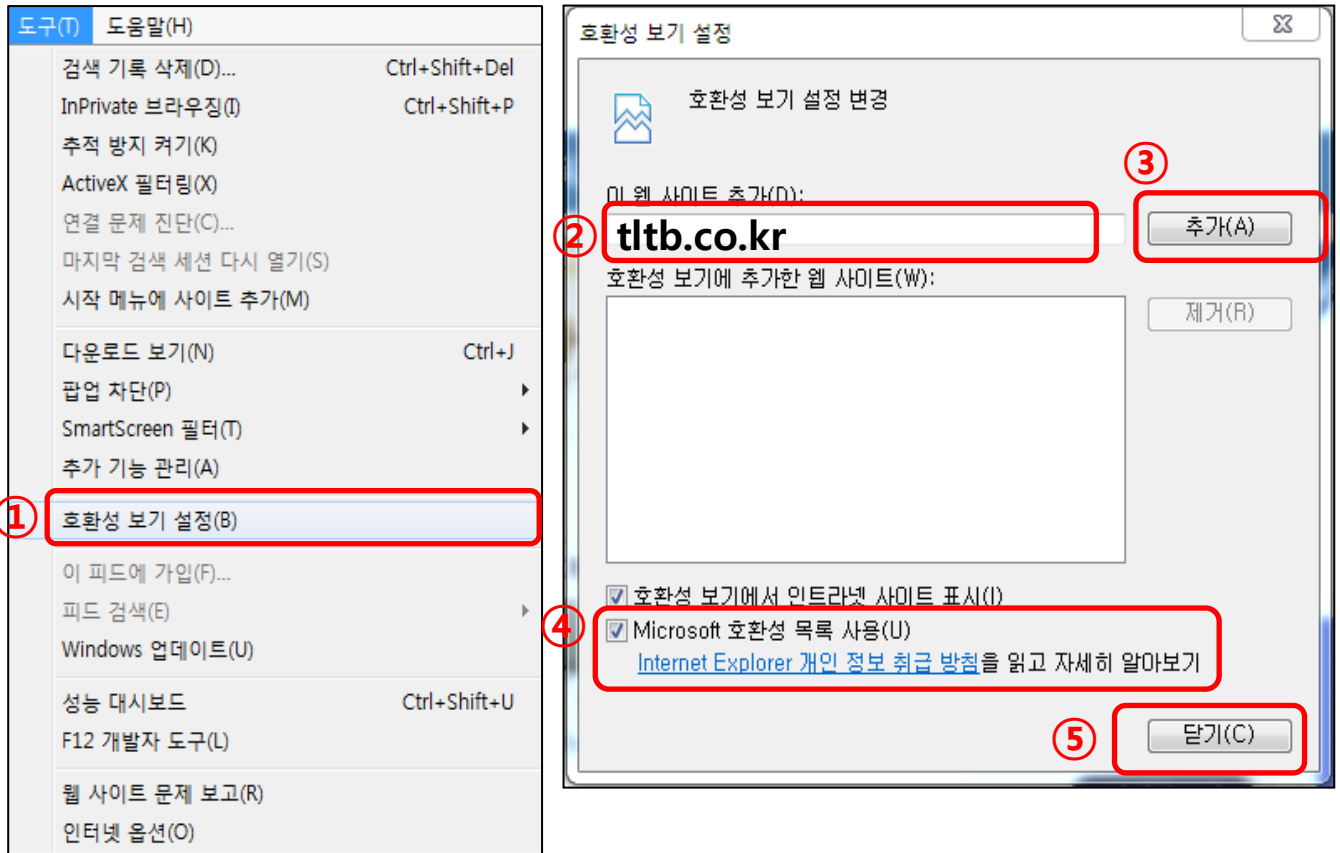 도구(T) 도움말(H)
검색 기록 삭제(D)... Ctrl+Shift+Del
InPrivate 브라우징(I) Ctrl+Shift+P
추적 방지 켜기(K)
ActiveX 필터링(X)
연결 문제 진단(C)...
마지막 검색 세션 다시 열기(S)
시작 메뉴에 사이트 추가(M)
다운로드 보기(N) Ctrl+J
팝업 차단(P)
SmartScreen 필터(T)
추가 기능 관리(A)
① 호환성 보기 설정(B)
이 피드에 가입(F)...
피드 검색(E)
Windows 업데이트(U)
성능 대시보드 Ctrl+Shift+U
F12 개발자 도구(L)
웹 사이트 문제 보고(R)
인터넷 옵션(O)
호환성 보기 설정
호환성 보기 설정 변경
이 웹 사이트 추가(D):
② tltb.co.kr
③ 추가(A)
호환성 보기에 추가한 웹 사이트(W):
제거(R)
호환성 보기에서 인트라넷 사이트 표시(I)
④ Microsoft 호환성 목록 사용(U)
Internet Explorer 개인 정보 취급 방침을 읽고 자세히 알아보기
⑤ 닫기(C)